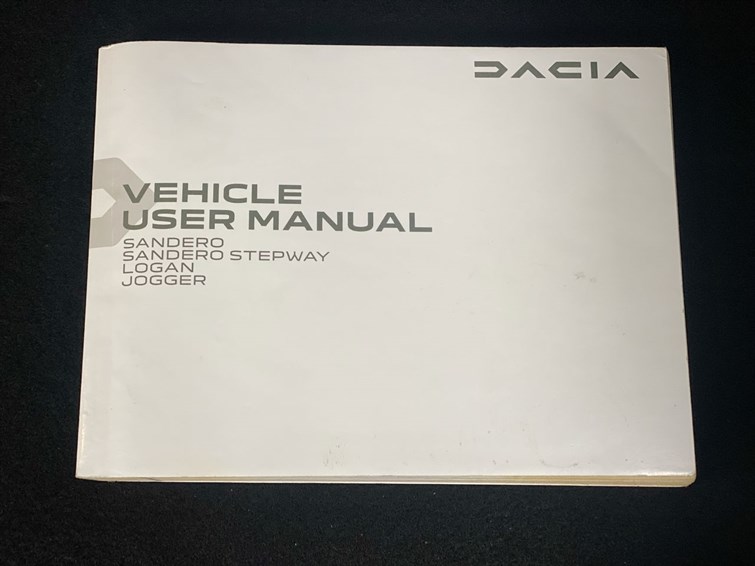 DACIA
VEHICLE
USER MANUAL
SANDERO
SANDERO STEPWAY
LOGAN
JOGGER